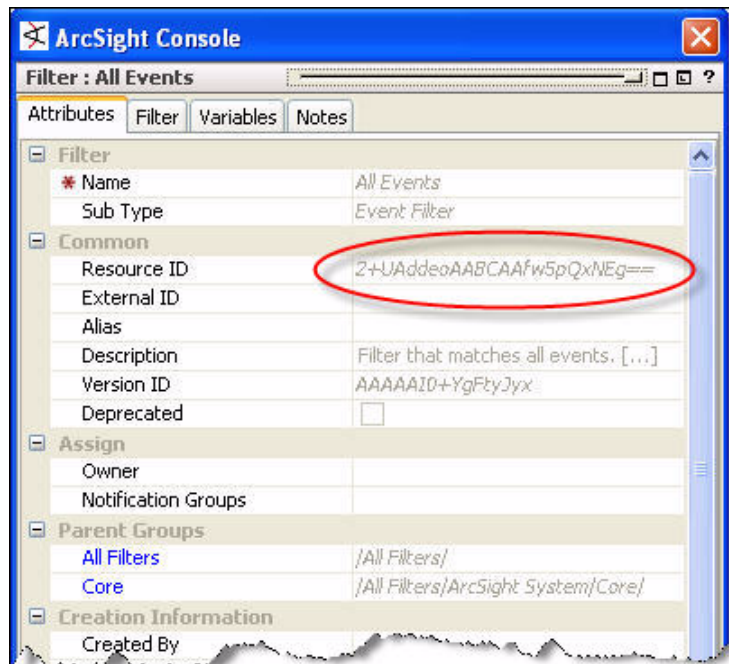 ArcSight Console
Filter : All Events ?
Attributes Filter Variables Notes
Filter
* Name All Events
Sub Type Event Filter
Common
Resource ID 2+UAddeoAABCAAfw5pQxNEg==
External ID
Alias
Description Filter that matches all events. [...]
Version ID AAAAAI0+YgFtyJyx
Deprecated
Assign
Owner
Notification Groups
Parent Groups
All Filters /All Filters/
Core /All Filters/ArcSight System/Core/
Creation Information
Created By